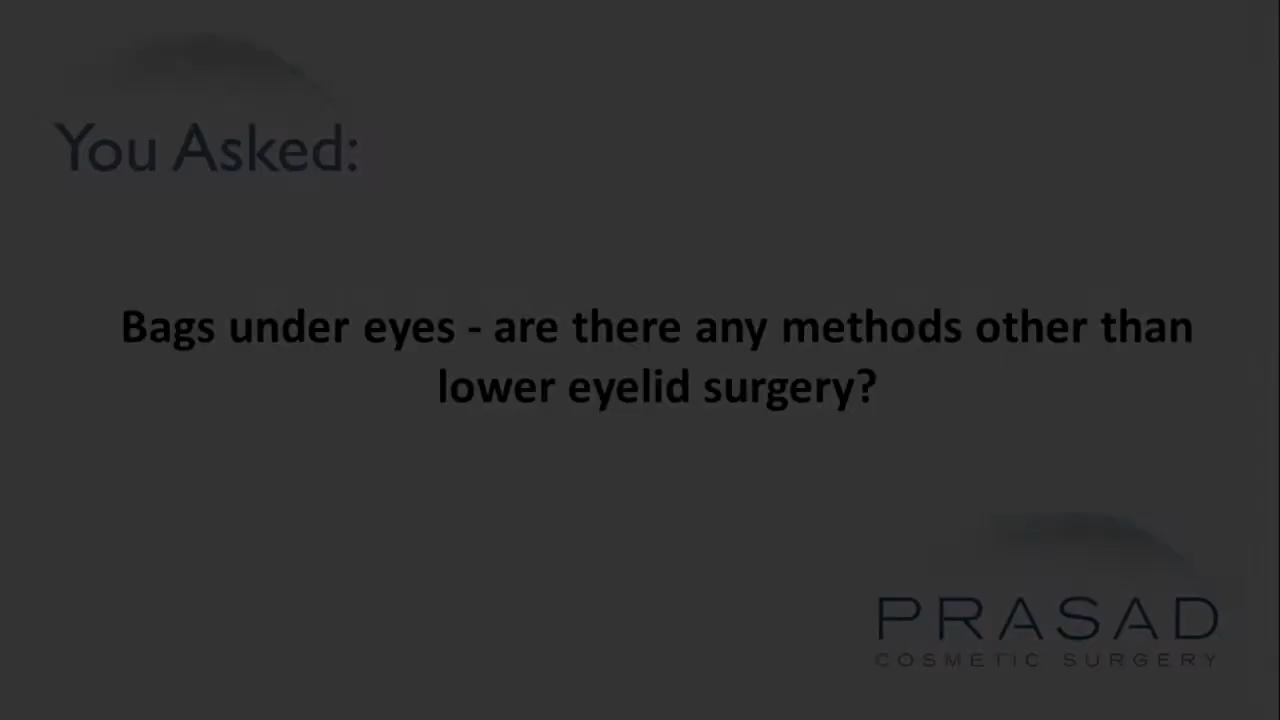 You Asked:
Bags under eyes - are there any methods other than
lower eyelid surgery?
PRASAD
COSMETIC SURGERY